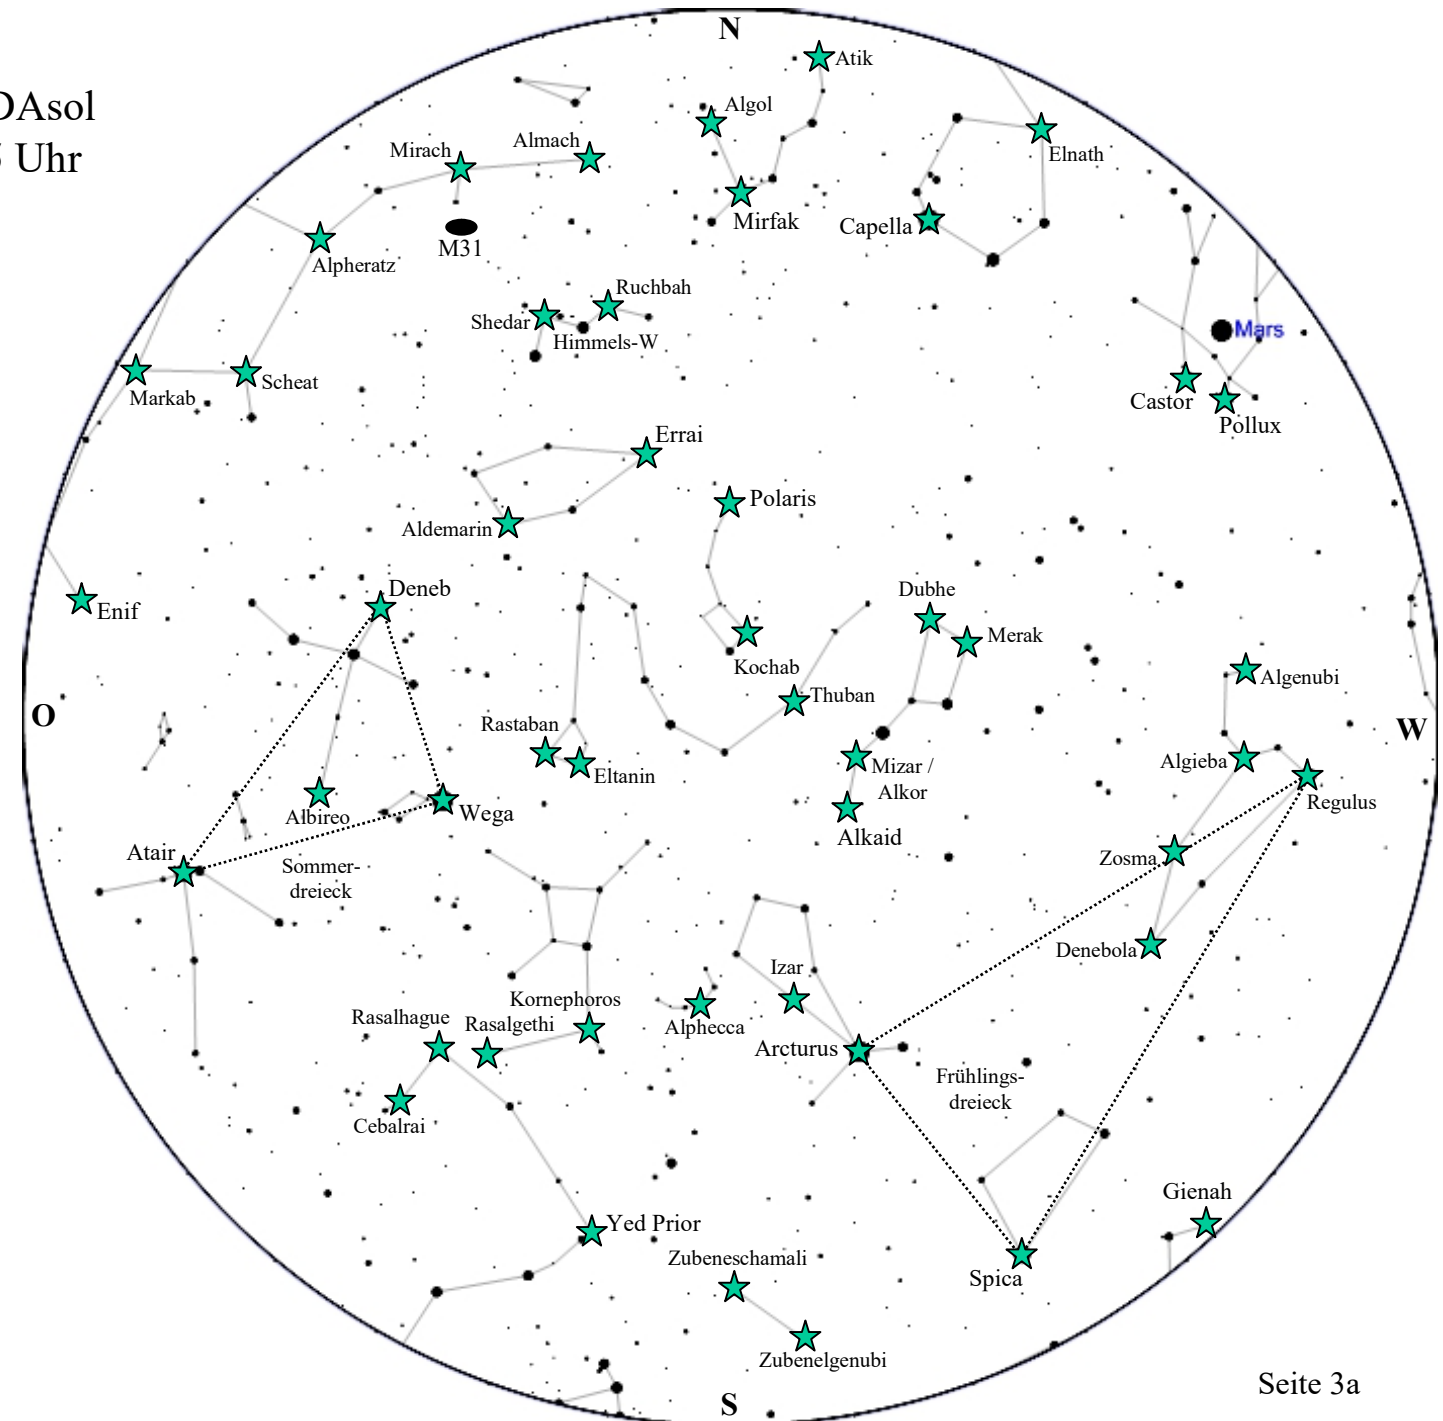 N
Atik
DAsol
Algol
Uhr
Almach
Mirach
Elnath
Mirfak
Capella
M31
Alpheratz
Ruchbah
Shedar
Himmels-W
Mars
Markab
Scheat
Castor
Pollux
Errai
Polaris
Aldemarin
Deneb
Dubhe
Enif
Merak
Kochab
Thuban
Algenubi
O
Rastaban
W
Eltanin
Mizar /
Alkor
Algieba
Regulus
Albireo
Wega
Alkaid
Atair
Sommer-
dreieck
Zosma
Denebola
Izar
Kornephoros
Rasalhague
Rasalgethi
Alphecca
Arcturus
Frühlings-
dreieck
Cebalrai
Gienah
Yed Prior
Zubeneschamali
Spica
Zubenelgenubi
Seite 3a
S